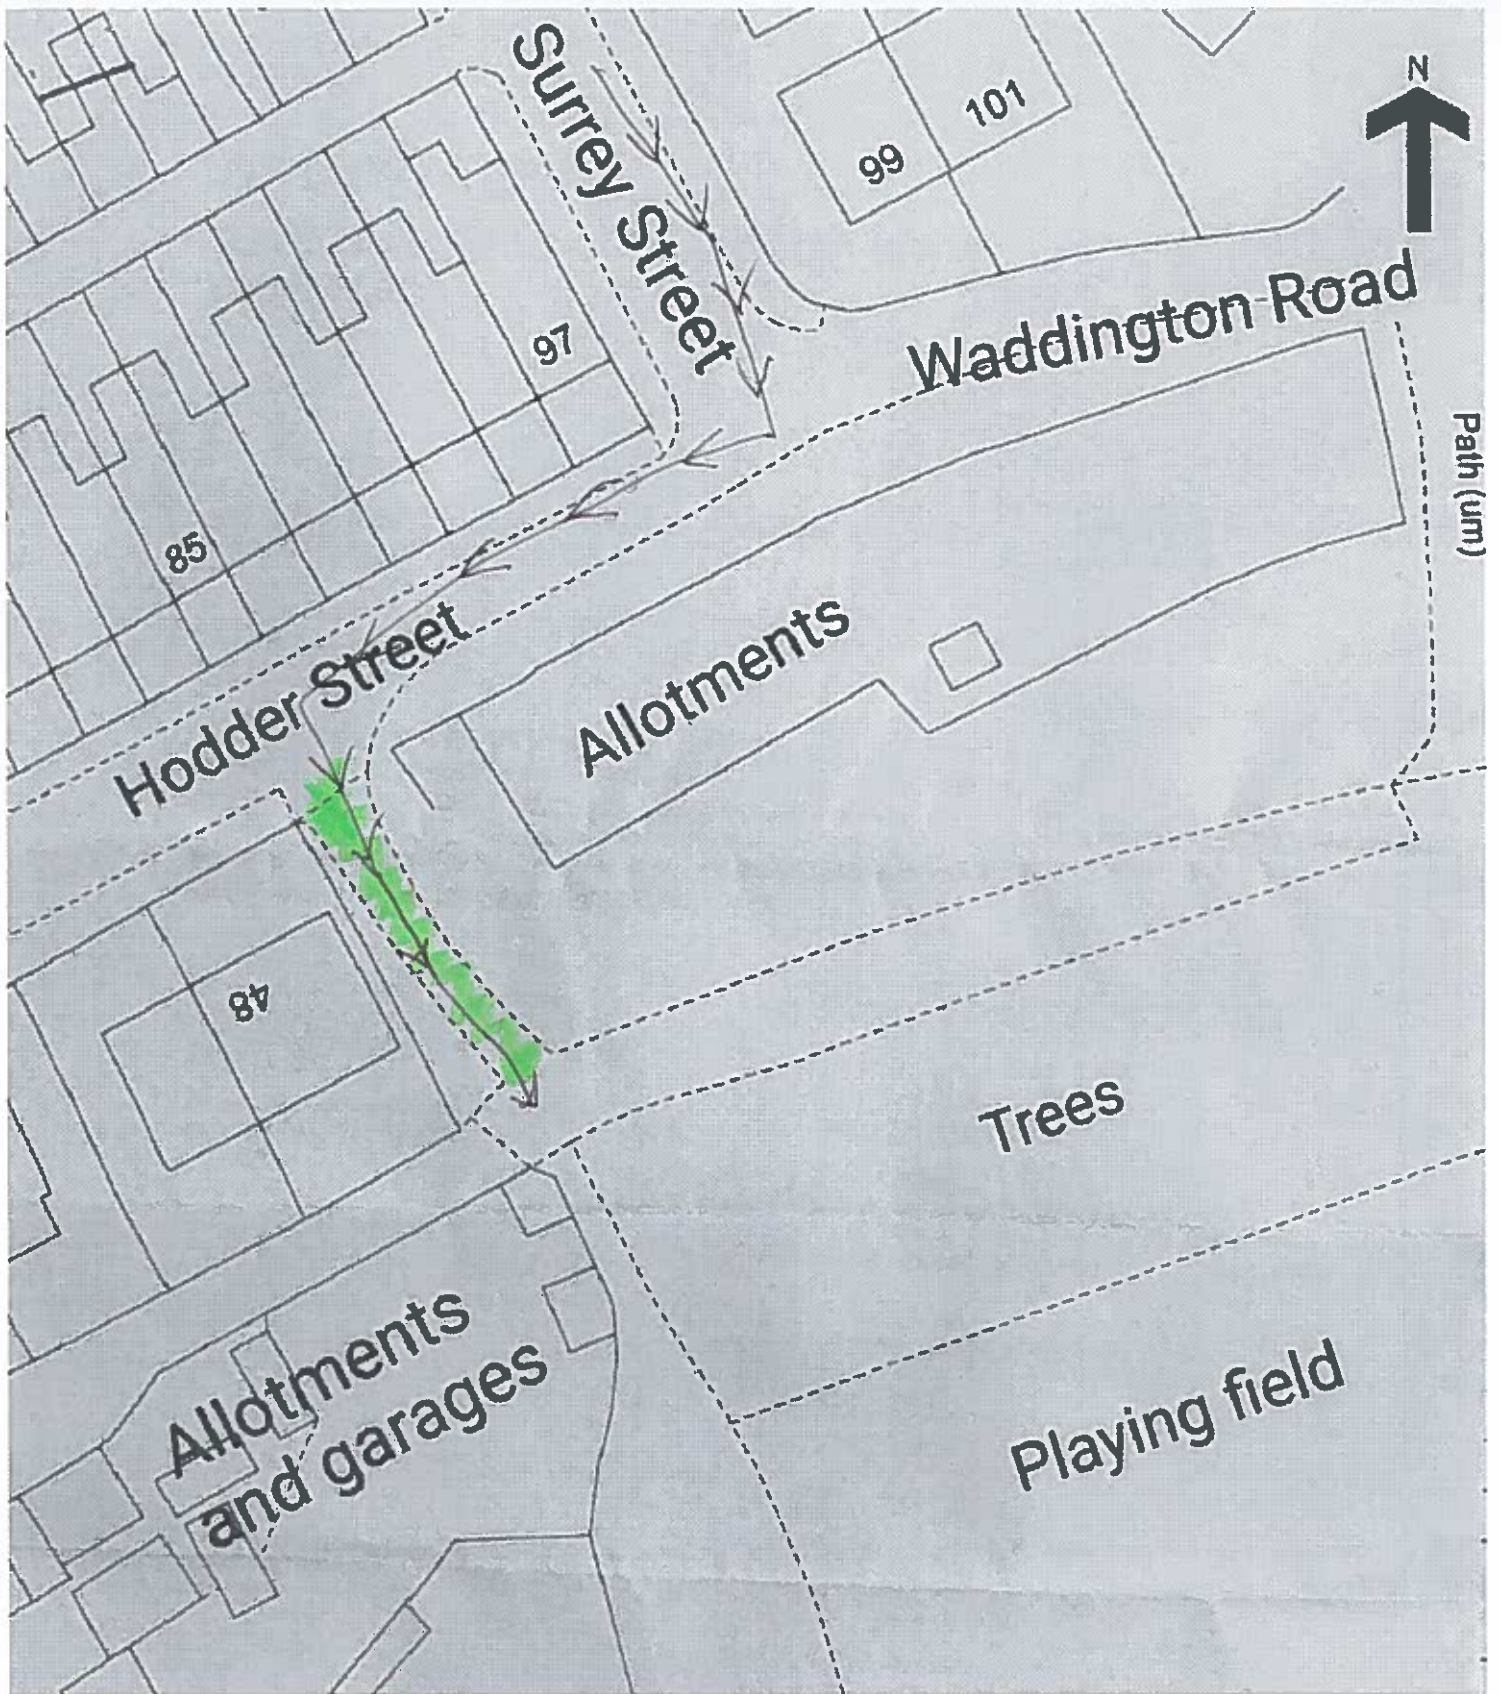 Surrey Street
N
101
99
Waddington Road
97
Path (um)
85
Allotments
Hodder Street
48
Trees
Allotments
and garages
Playing field